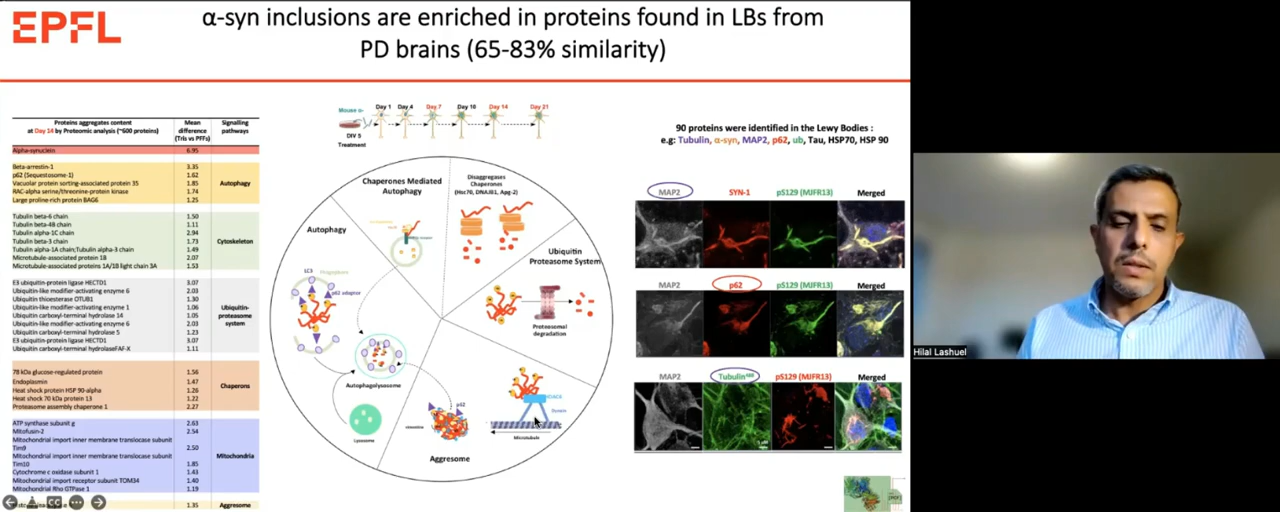 EPFL
α-syn inclusions are enriched in proteins found in LBs from
PD brains (65-83% similarity)
Proteins aggregates content
at Day 14 by Proteomic analysis (~600 proteins)
Mean
difference
(Tris vs PFFs)
Signalling
pathways
Alpha-synuclein 6.95
Beta-arrestin-1 3.35
p62 (Sequestosome-1) 1.62
Vacuolar protein sorting-associated protein 35 1.85
RAC-alpha serine/threonine-protein kinase 1.74
Large proline-rich protein BAG6 1.25
Autophagy
Tubulin beta-6 chain 1.50
Tubulin beta-4B chain 1.11
Tubulin alpha-1C chain 2.94
Tubulin beta-3 chain 1.73
Tubulin alpha-1A chain;Tubulin alpha-3 chain 1.49
Microtubule-associated protein 1B 2.07
Microtubule-associated proteins 1A/1B light chain 3A 1.53
Cytoskeleton
E3 ubiquitin-protein ligase HECTD1 3.07
Ubiquitin-like modifier-activating enzyme 6 2.03
Ubiquitin thioesterase OTUB1 1.30
Ubiquitin-like modifier-activating enzyme 1 1.06
Ubiquitin carboxyl-terminal hydrolase 14 1.05
Ubiquitin-like modifier-activating enzyme 6 2.03
Ubiquitin carboxyl-terminal hydrolase 5 1.23
E3 ubiquitin-protein ligase HECTD1 3.07
Ubiquitin carboxyl-terminal hydrolaseFAF-X 1.11
Ubiquitin-
proteasome
system
78 kDa glucose-regulated protein 1.56
Endoplasmin 1.47
Heat shock protein HSP 90-alpha 1.26
Heat shock 70 kDa protein 13 1.22
Proteasome assembly chaperone 1 2.27
Chaperons
ATP synthase subunit g 2.63
Mitofusin-2 2.54
Mitochondrial import inner membrane translocase subunit
Tim9 2.50
Mitochondrial import inner membrane translocase subunit
Tim10 1.85
Cytochrome c oxidase subunit 1 1.43
Mitochondrial import receptor subunit TOM34 1.40
Mitochondrial Rho GTPase 1 1.19
Mitochondria
1.35 Aggresome
Mouse α-
DIV 5
Treatment
Day 1 Day 4 Day 7 Day 10 Day 14 Day 21
Chaperones Mediated
Autophagy
Disaggregates
Chaperones
(Hsc70, DNAJB1, Apg-2)
Autophagy
LC3
Phagophore
p62 adaptor
Ubiquitin
Proteasome System
Proteasomal
degradation
Autophagolysosome
Lysosome
p62
vimentin
Aggresome
HDAC6
Dynein
Microtubule
90 proteins were identified in the Lewy Bodies :
e.g: Tubulin, α-syn, MAP2, p62, ub, Tau, HSP70, HSP 90
MAP2 SYN-1 pS129 (MJFR13) Merged
MAP2 p62 pS129 (MJFR13) Merged
MAP2 Tubulin⁴⁸⁸ pS129 (MJFR13) Merged
CC
Hilal Lashuel